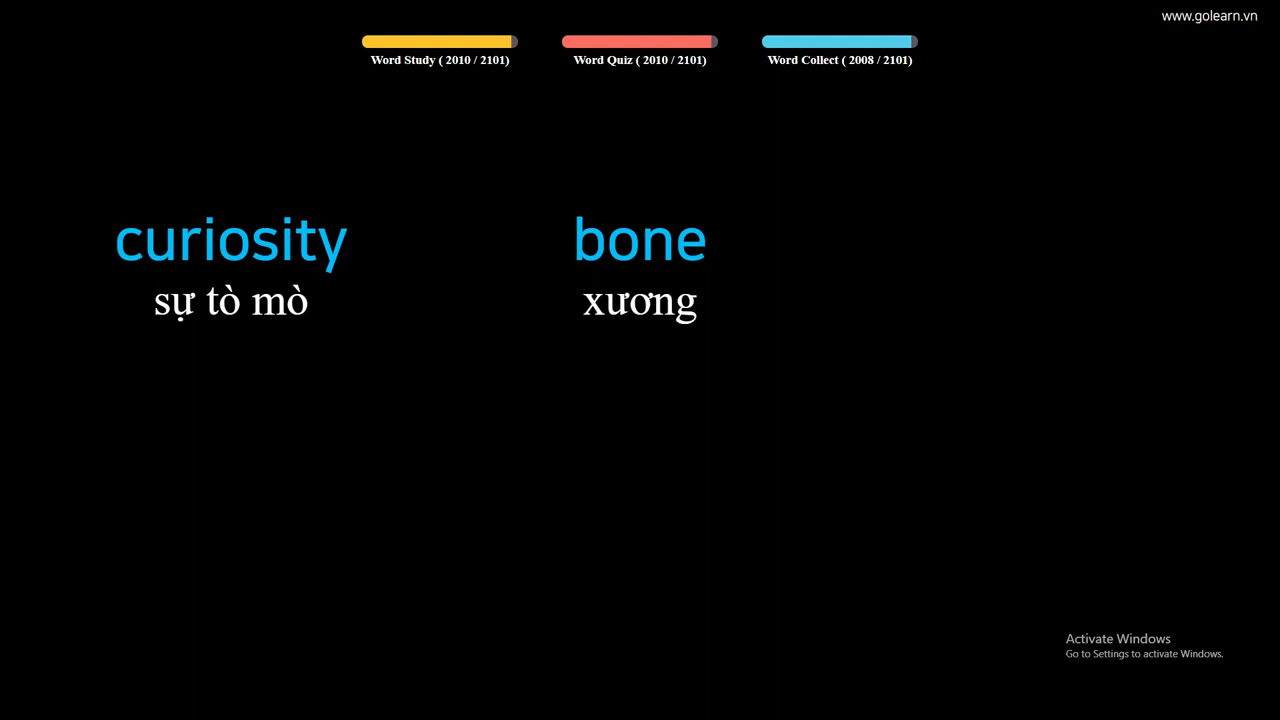 www.golearn.vn
Word Study ( 2010 / 2101)
Word Quiz ( 2010 / 2101)
Word Collect ( 2008 / 2101)
curiosity
sự tò mò
bone
xương
Activate Windows
Go to Settings to activate Windows.